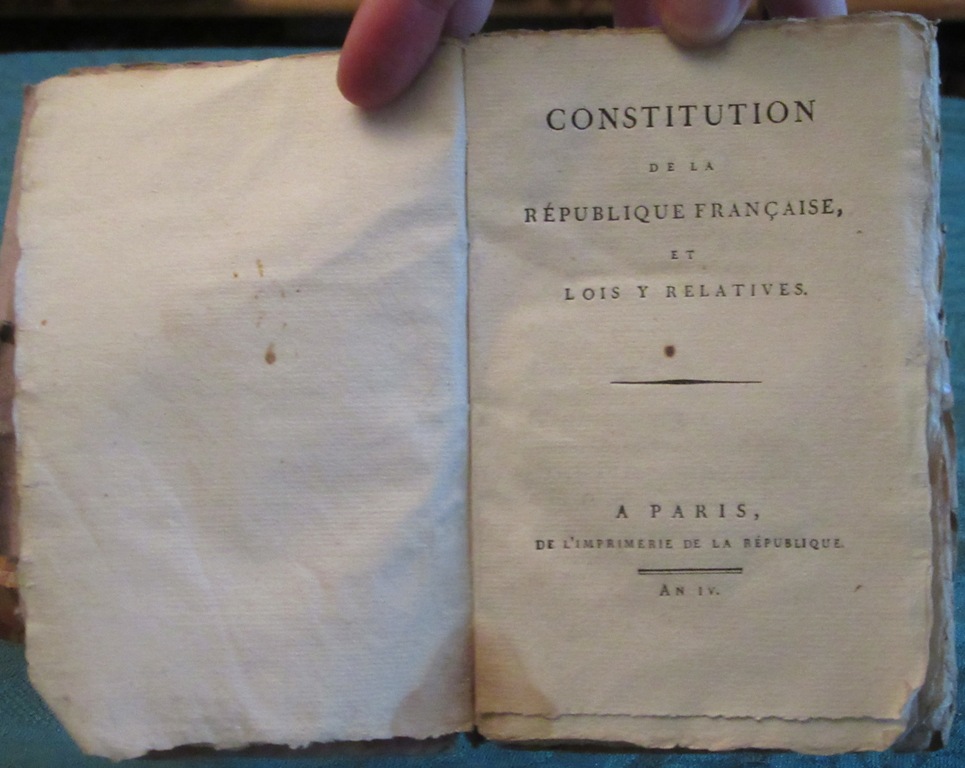 CONSTITUTION
DE LA
RÉPUBLIQUE FRANÇAISE,
ET
LOIS Y RELATIVES.
A PARIS,
DE L'IMPRIMERIE DE LA RÉPUBLIQUE.
AN IV.